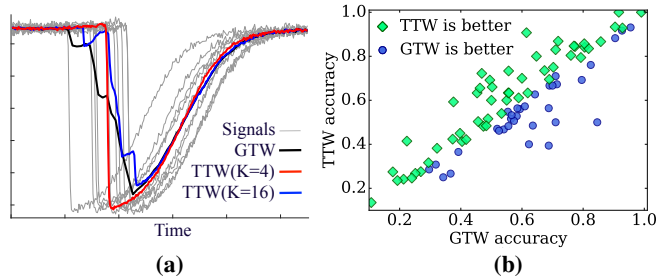 Signals
GTW
TTW(K=4)
TTW(K=16)
Time
(a)
TTW is better
GTW is better
TTW accuracy
1.0
0.8
0.6
0.4
0.2
0.2 0.4 0.6 0.8 1.0
GTW accuracy
(b)